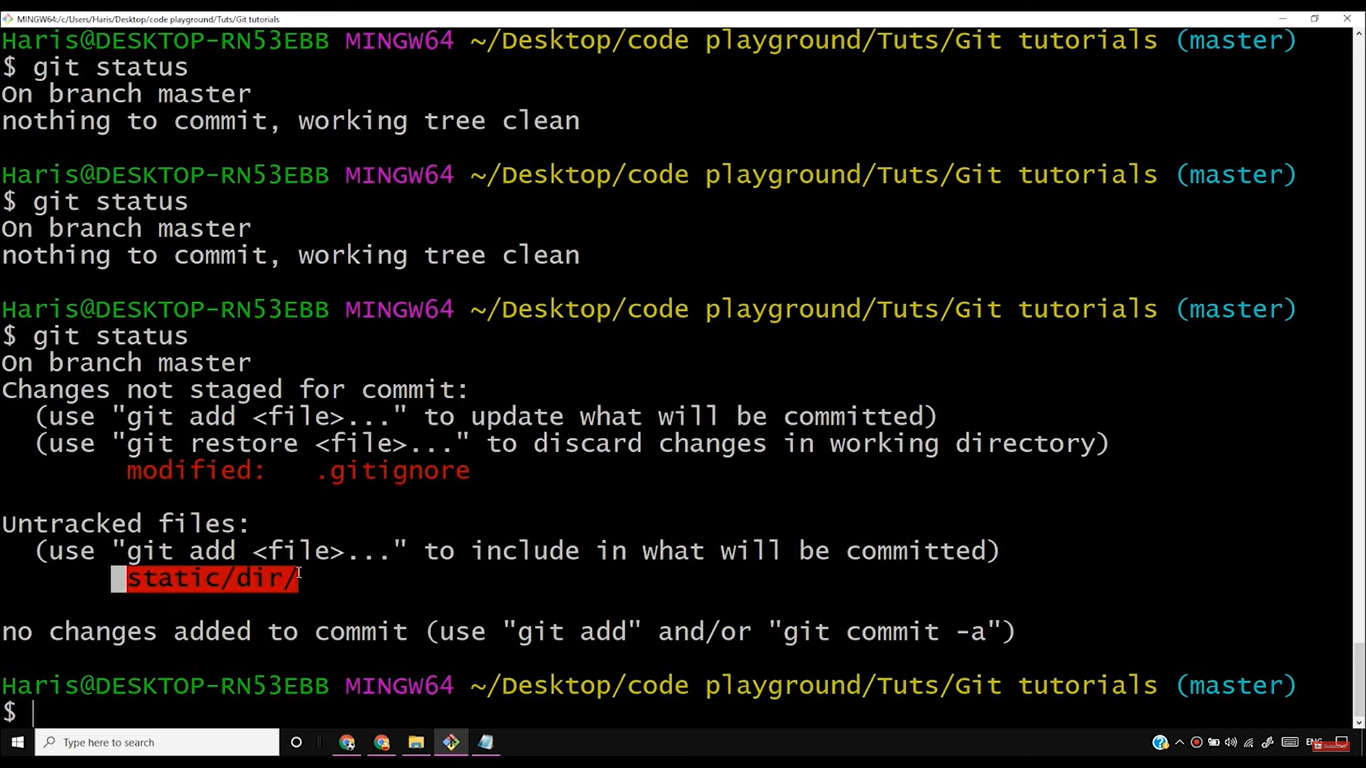 MINGW64:/c/Users/Haris/Desktop/code playground/Tuts/Git tutorials
Haris@DESKTOP-RN53EBB MINGW64 ~/Desktop/code playground/Tuts/Git tutorials (master)
$ git status
On branch master
nothing to commit, working tree clean
Haris@DESKTOP-RN53EBB MINGW64 ~/Desktop/code playground/Tuts/Git tutorials (master)
$ git status
On branch master
nothing to commit, working tree clean
Haris@DESKTOP-RN53EBB MINGW64 ~/Desktop/code playground/Tuts/Git tutorials (master)
$ git status
On branch master
Changes not staged for commit:
(use "git add <file>..." to update what will be committed)
(use "git restore <file>..." to discard changes in working directory)
modified: .gitignore
Untracked files:
(use "git add <file>..." to include in what will be committed)
static/dir/
no changes added to commit (use "git add" and/or "git commit -a")
Haris@DESKTOP-RN53EBB MINGW64 ~/Desktop/code playground/Tuts/Git tutorials (master)
$
Type here to search